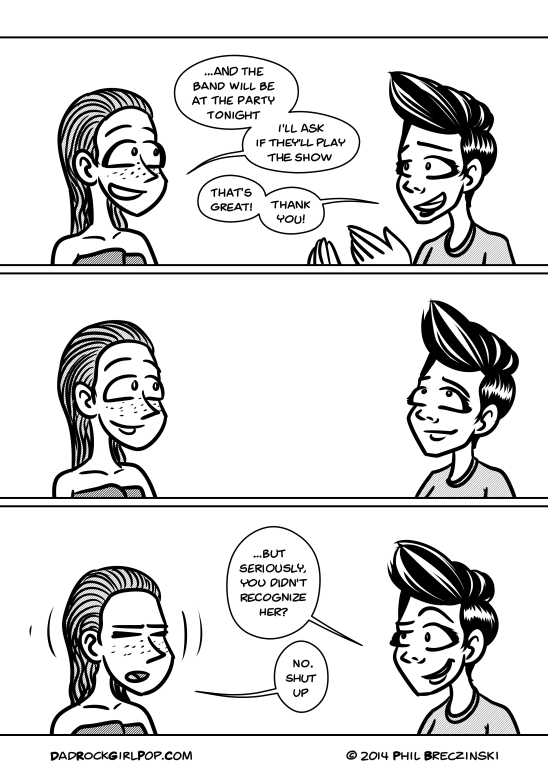 ...AND THE
BAND WILL BE
AT THE PARTY
TONIGHT
I'LL ASK
IF THEY'LL PLAY
THE SHOW
THAT'S
GREAT!
THANK
YOU!
...BUT
SERIOUSLY,
YOU DIDN'T
RECOGNIZE
HER?
NO.
SHUT
UP
DADROCKGIRLPOP.COM
© 2014 PHIL BRECZINSKI